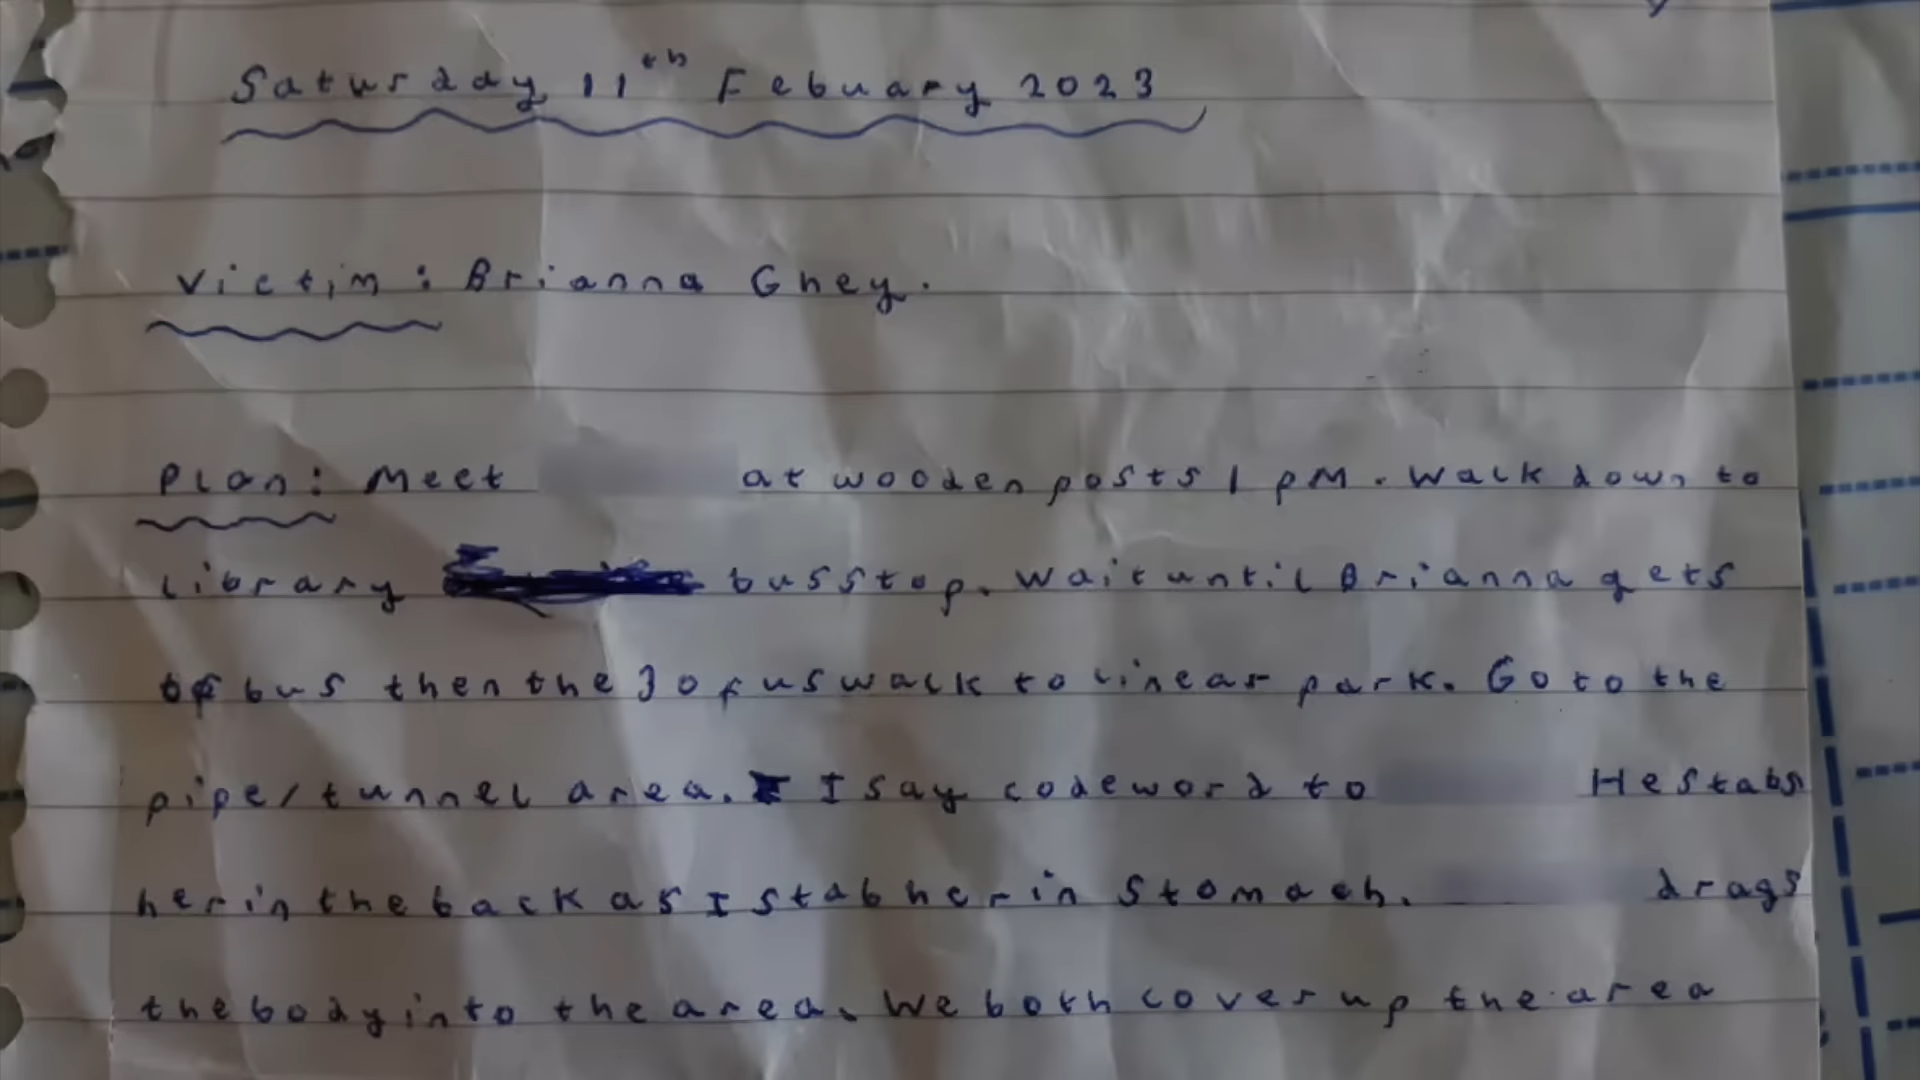 Saturday 11th Febuary 2023
Victim: Brianna Ghey.
Plan: Meet at wooden posts 1 pM. Walk down to
library bus stop. Wait until Brianna gets
of bus then the 3 of us walk to linear park. Go to the
pipe/tunnel area. I say codeword to He stabs
her in the back as I stab her in stomach. drags
the body into the area. We both cover up the area